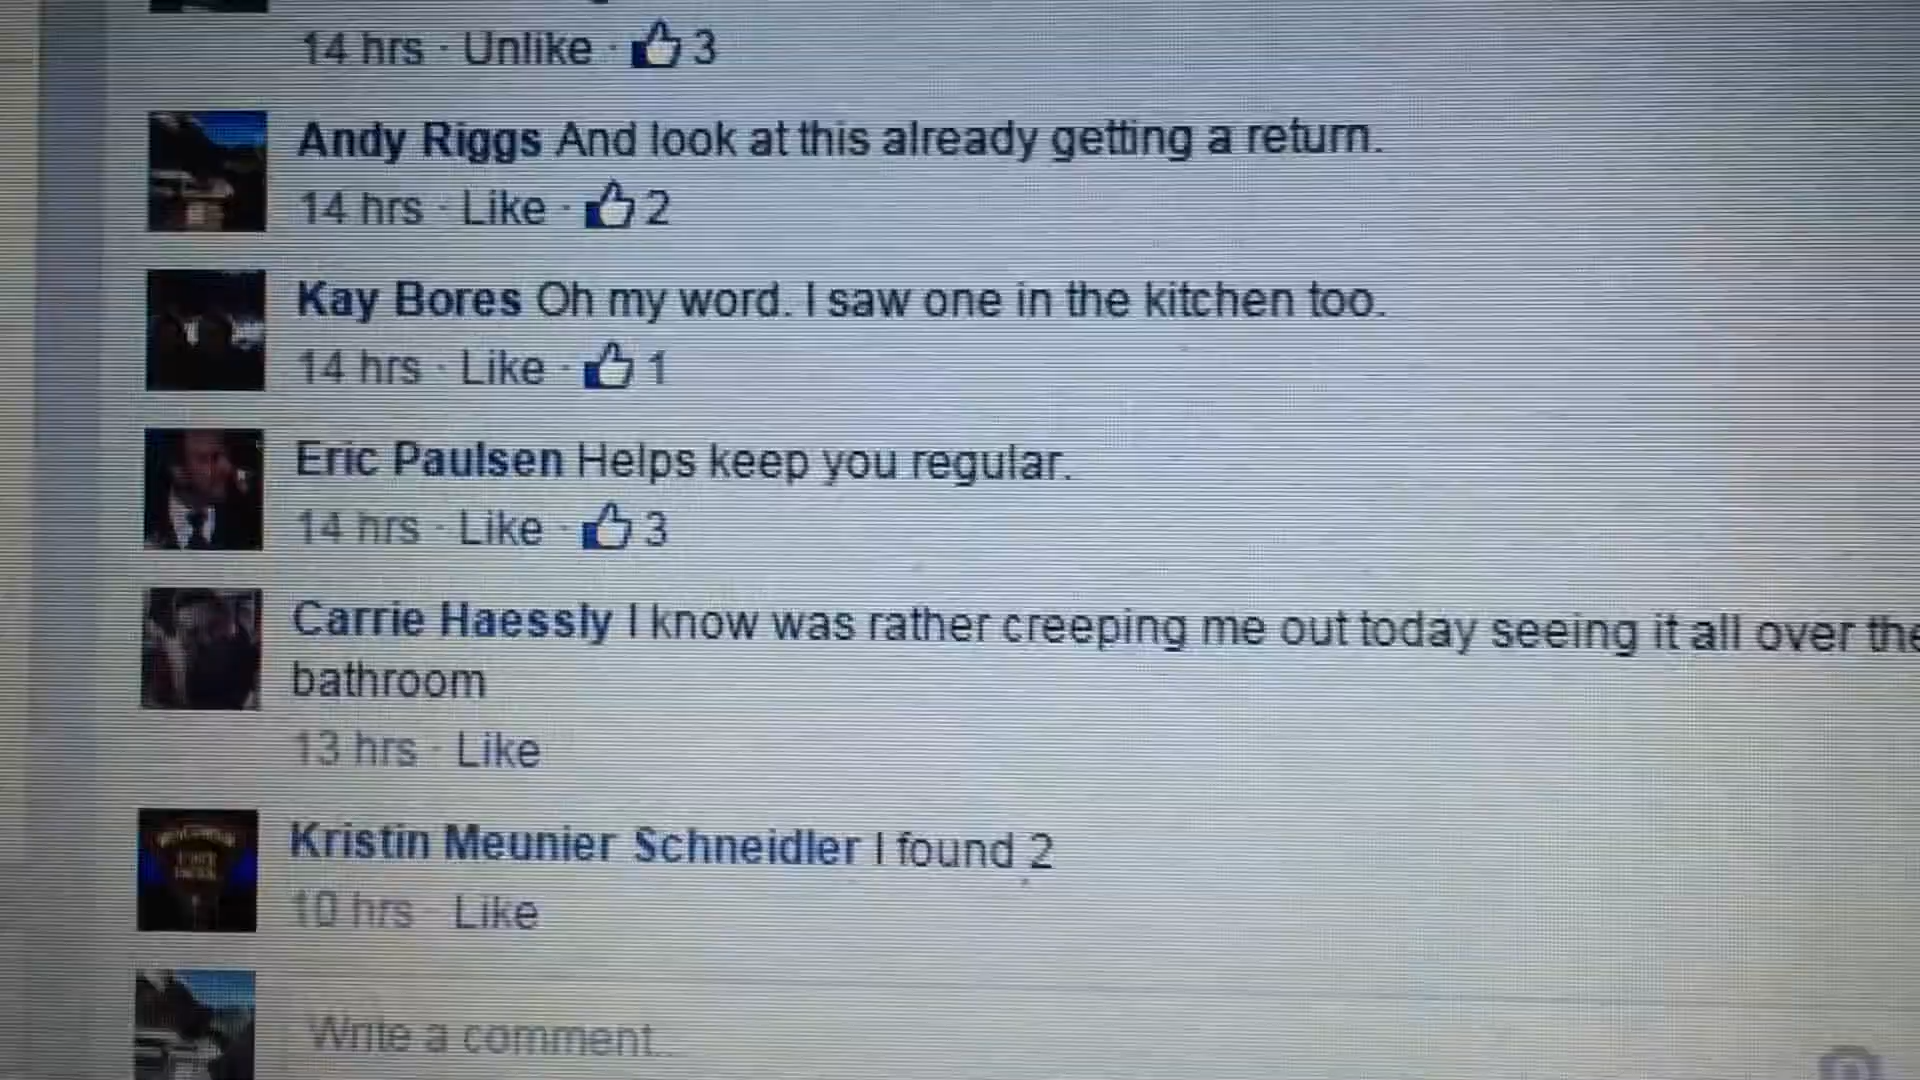 14 hrs · Unlike · 3
Andy Riggs And look at this already getting a return.
14 hrs · Like · 2
Kay Bores Oh my word. I saw one in the kitchen too.
14 hrs · Like · 1
Eric Paulsen Helps keep you regular.
14 hrs · Like · 3
Carrie Haessly I know was rather creeping me out today seeing it all over the
bathroom
13 hrs · Like
Kristin Meunier Schneidler I found 2
10 hrs · Like
Write a comment...